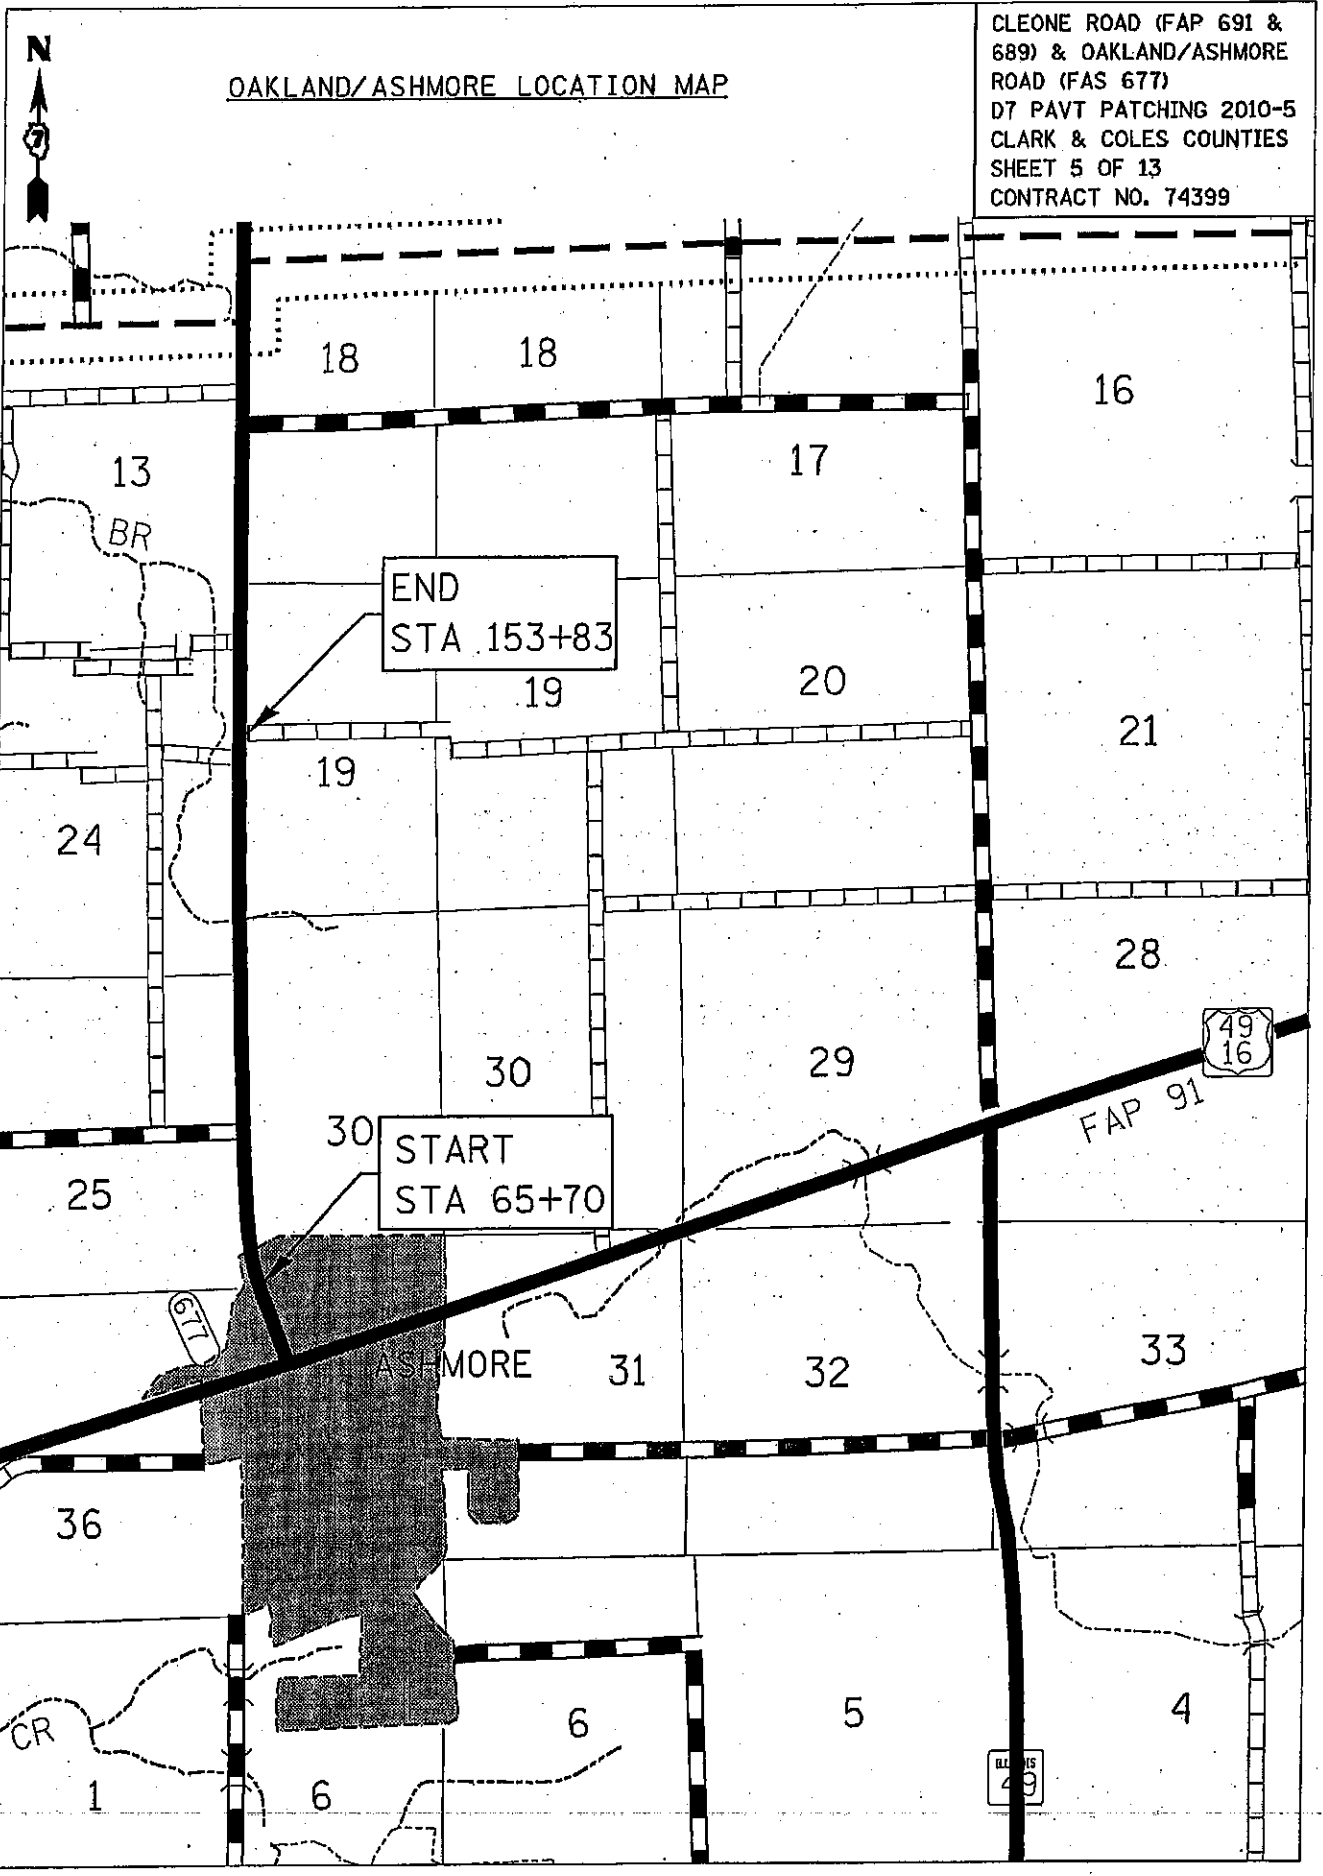 CLEONE ROAD (FAP 691 &
689) & OAKLAND/ASHMORE
ROAD (FAS 677)
D7 PAVT PATCHING 2010-5
CLARK & COLES COUNTIES
SHEET 5 OF 13
CONTRACT NO. 74399
N
7
OAKLAND/ASHMORE LOCATION MAP
18
18
16
13
17
BR
END
STA 153+83
19
20
21
19
24
28
49
16
30
29
FAP 91
30
START
STA 65+70
25
677
ASHMORE
31
32
33
36
6
5
4
CR
1
6
ILLINOIS
49